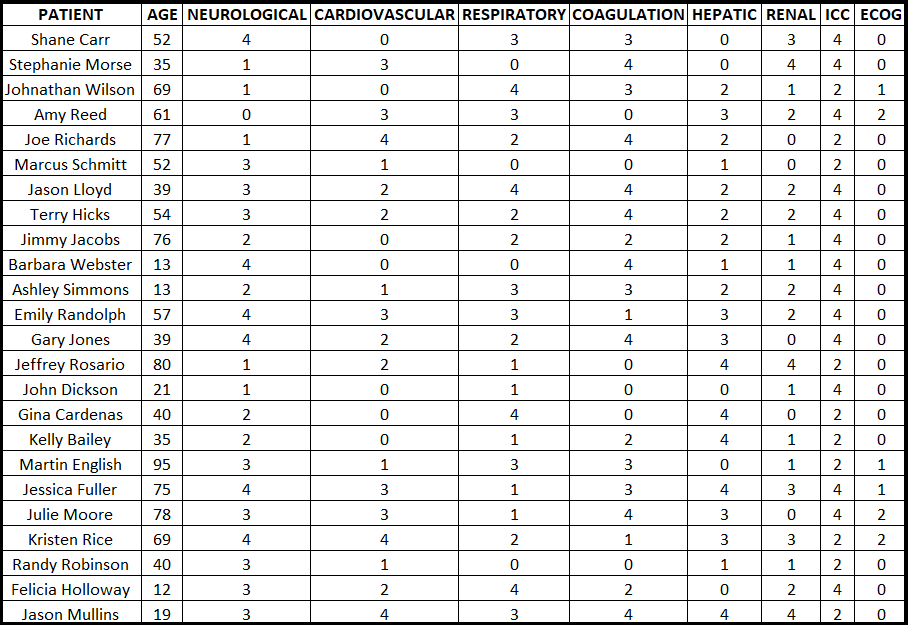 PATIENT AGE NEUROLOGICAL CARDIOVASCULAR RESPIRATORY COAGULATION HEPATIC RENAL ICC ECOG
Shane Carr 52 4 0 3 3 0 3 4 0
Stephanie Morse 35 1 3 0 4 0 4 4 0
Johnathan Wilson 69 1 0 4 3 2 1 2 1
Amy Reed 61 0 3 3 0 3 2 4 2
Joe Richards 77 1 4 2 4 2 0 2 0
Marcus Schmitt 52 3 1 0 0 1 0 2 0
Jason Lloyd 39 3 2 4 4 2 2 4 0
Terry Hicks 54 3 2 2 4 2 2 4 0
Jimmy Jacobs 76 2 0 2 2 2 1 4 0
Barbara Webster 13 4 0 0 4 1 1 4 0
Ashley Simmons 13 2 1 3 3 2 2 4 0
Emily Randolph 57 4 3 3 1 3 2 4 0
Gary Jones 39 4 2 2 4 3 0 4 0
Jeffrey Rosario 80 1 2 1 0 4 4 2 0
John Dickson 21 1 0 1 0 0 1 4 0
Gina Cardenas 40 2 0 4 0 4 0 2 0
Kelly Bailey 35 2 0 1 2 4 1 2 0
Martin English 95 3 1 3 3 0 1 2 1
Jessica Fuller 75 4 3 1 3 4 3 4 1
Julie Moore 78 3 3 1 4 3 0 4 2
Kristen Rice 69 4 4 2 1 3 3 2 2
Randy Robinson 40 3 1 0 0 1 1 2 0
Felicia Holloway 12 3 2 4 2 0 2 4 0
Jason Mullins 19 3 4 3 4 4 4 2 0